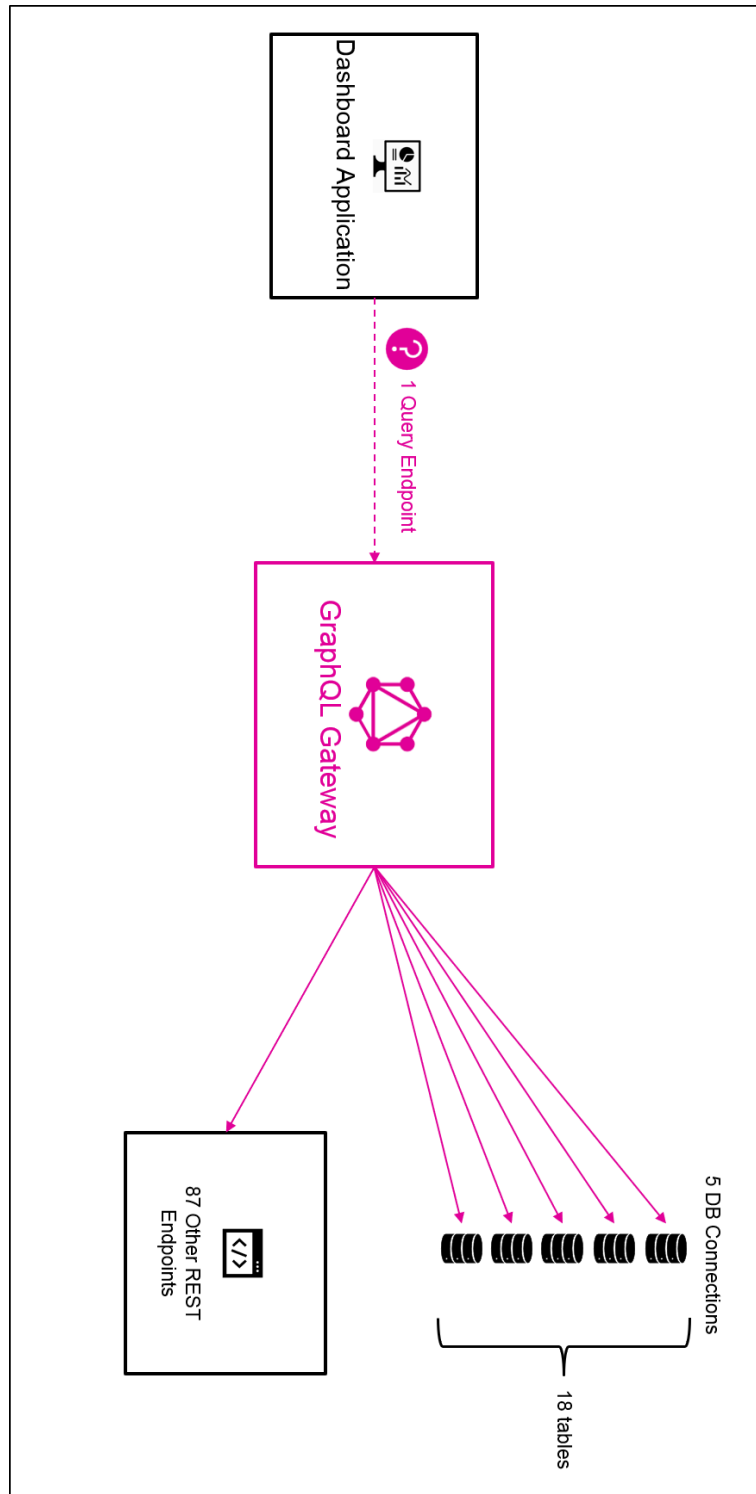 Dashboard Application
1 Query Endpoint
GraphQL Gateway
5 DB Connections
18 tables
87 Other REST
Endpoints